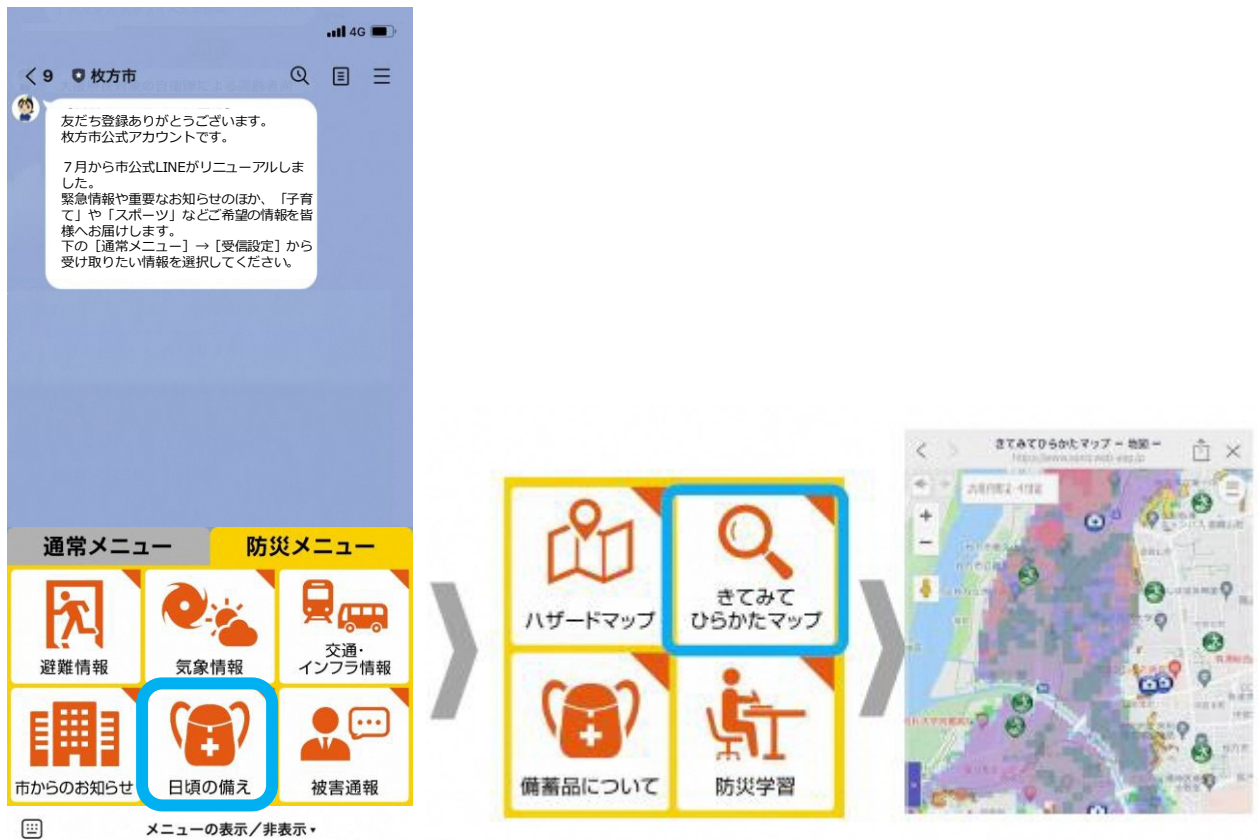 4G
9 枚方市
友だち登録ありがとうございます。
枚方市公式アカウントです。
７月から市公式LINEがリニューアルしま
した。
緊急情報や重要なお知らせのほか、「子育
て」や「スポーツ」などご希望の情報を皆
様へお届けします。
下の［通常メニュー］→［受信設定］から
受け取りたい情報を選択してください。
通常メニュー
防災メニュー
避難情報
気象情報
交通・
インフラ情報
市からのお知らせ
日頃の備え
被害通報
メニューの表示／非表示▾
ハザードマップ
きてみて
ひらかたマップ
備蓄品について
防災学習
きてみてひらかたマップ － 地図 －